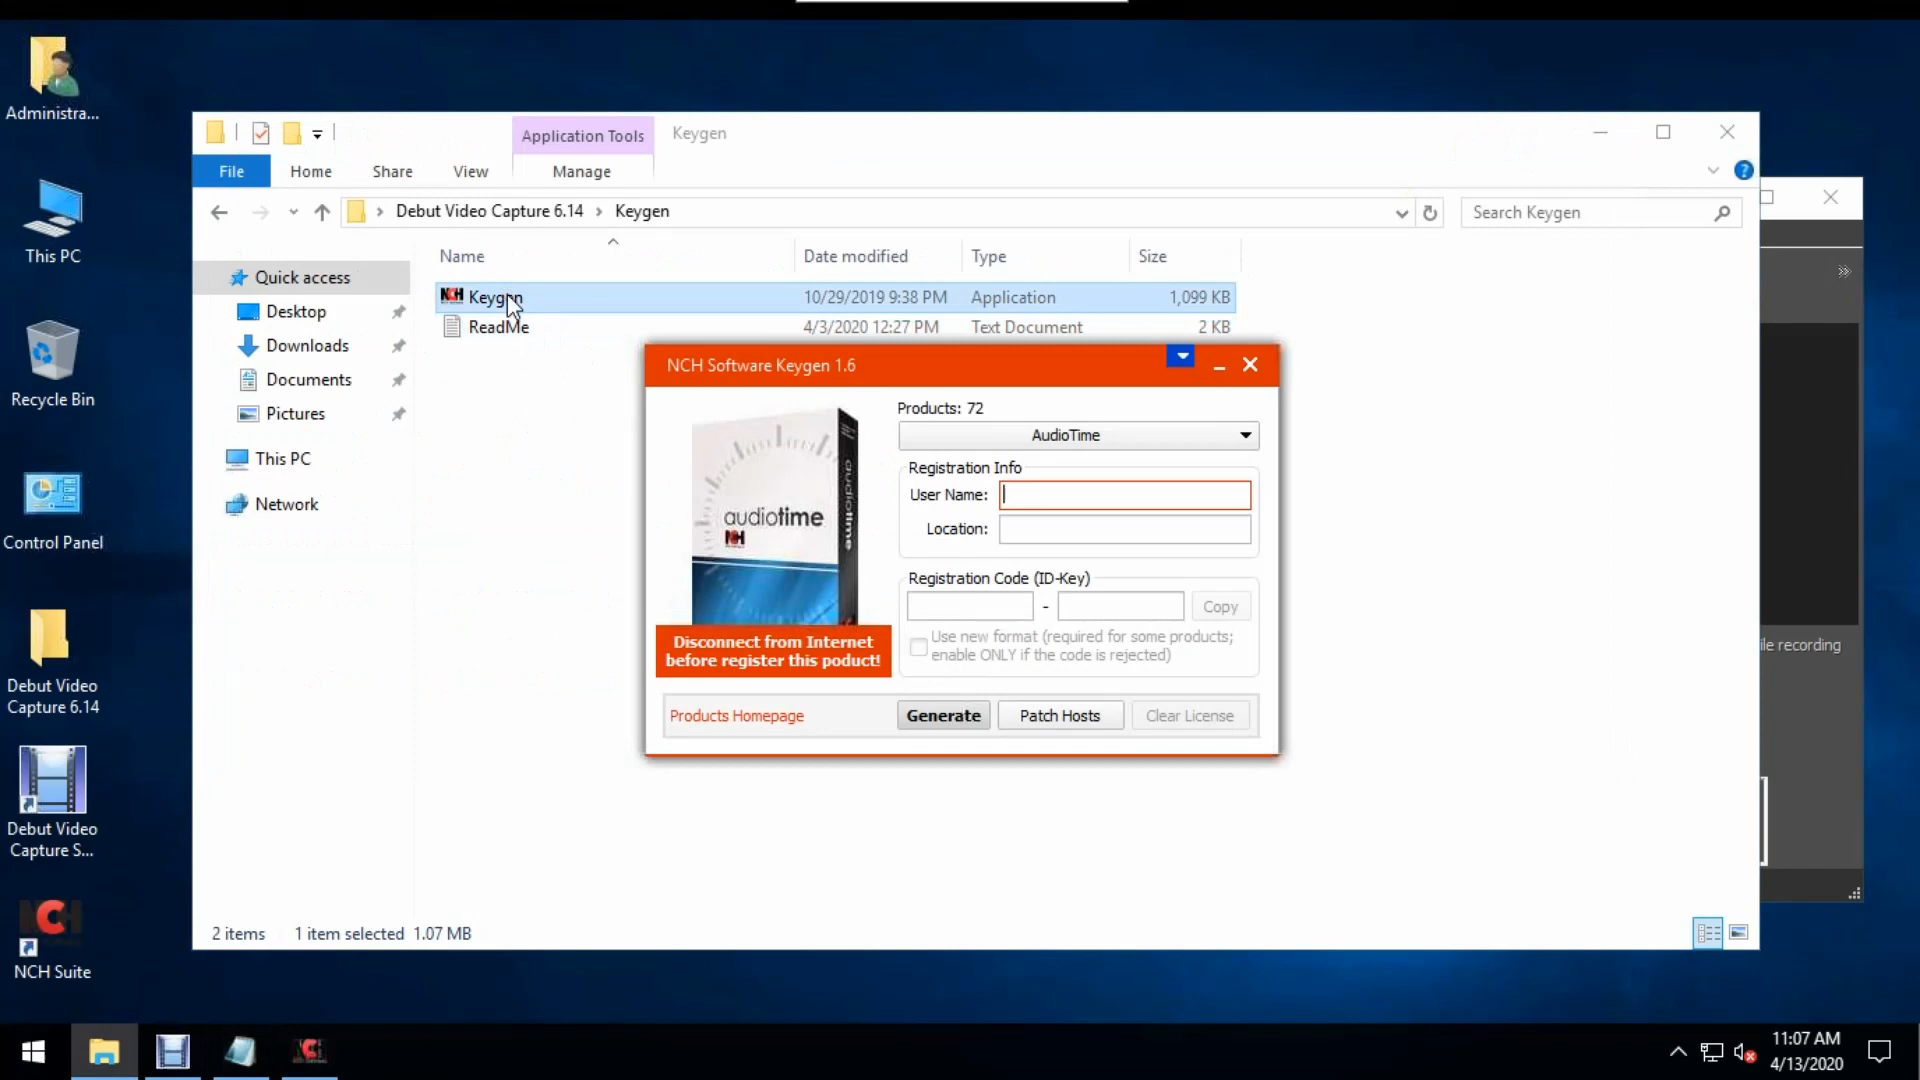 Administra...
This PC
Recycle Bin
Control Panel
Debut Video
Capture 6.14
Debut Video
Capture S...
NCH
NCH Suite
Application Tools
Keygen
File
Home
Share
View
Manage
Debut Video Capture 6.14 > Keygen
Search Keygen
Quick access
Desktop
Downloads
Documents
Pictures
This PC
Network
Name
Date modified
Type
Size
NCH Keygen
10/29/2019 9:38 PM
Application
1,099 KB
ReadMe
4/3/2020 12:27 PM
Text Document
2 KB
NCH Software Keygen 1.6
audiotime
NCH
audiotime
Disconnect from Internet
before register this poduct!
Products: 72
AudioTime
Registration Info
User Name:
Location:
Registration Code (ID-Key)
-
Copy
Use new format (required for some products;
enable ONLY if the code is rejected)
Products Homepage
Generate
Patch Hosts
Clear License
ile recording
2 items
1 item selected 1.07 MB
NCH
11:07 AM
4/13/2020